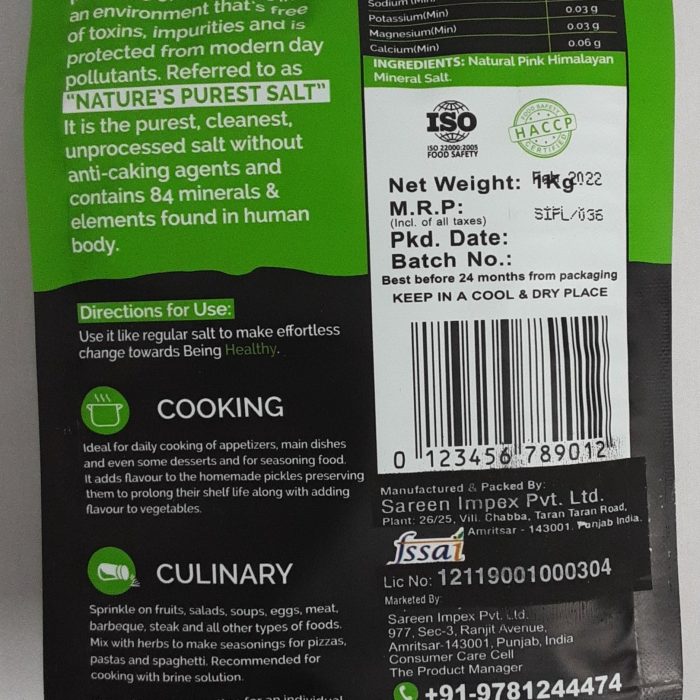 an environment that's free
of toxins, impurities and is
protected from modern day
pollutants. Referred to as
"NATURE'S PUREST SALT"
It is the purest, cleanest,
unprocessed salt without
anti-caking agents and
contains 84 minerals &
elements found in human
body.
Directions for Use:
Use it like regular salt to make effortless
change towards Being Healthy.
COOKING
Ideal for daily cooking of appetizers, main dishes
and even some desserts and for seasoning food.
It adds flavour to the homemade pickles preserving
them to prolong their shelf life along with adding
flavour to vegetables.
CULINARY
Sprinkle on fruits, salads, soups, eggs, meat,
barbeque, steak and all other types of foods.
Mix with herbs to make seasonings for pizzas,
pastas and spaghetti. Recommended for
cooking with brine solution.
for an individual
Sodium (Min)
Potassium(Min) 0.03 g
Magnesium(Min) 0.03 g
Calcium(Min) 0.06 g
INGREDIENTS: Natural Pink Himalayan
Mineral Salt.
ISO
ISO 22000:2005
FOOD SAFETY
FOOD SAFETY
HACCP
CERTIFIED
Net Weight: 1Kg 2022
M.R.P:
(Incl. of all taxes) SIPL/036
Pkd. Date:
Batch No.:
Best before 24 months from packaging
KEEP IN A COOL & DRY PLACE
0 123456 789012
Manufactured & Packed By:
Sareen Impex Pvt. Ltd.
Plant: 26/25, Vill. Chabba, Taran Taran Road,
Amritsar - 143001. Punjab India.
fssai
Lic No: 12119001000304
Marketed By:
Sareen Impex Pvt. Ltd.
977, Sec-3, Ranjit Avenue,
Amritsar-143001, Punjab, India
Consumer Care Cell
The Product Manager
+91-9781244474